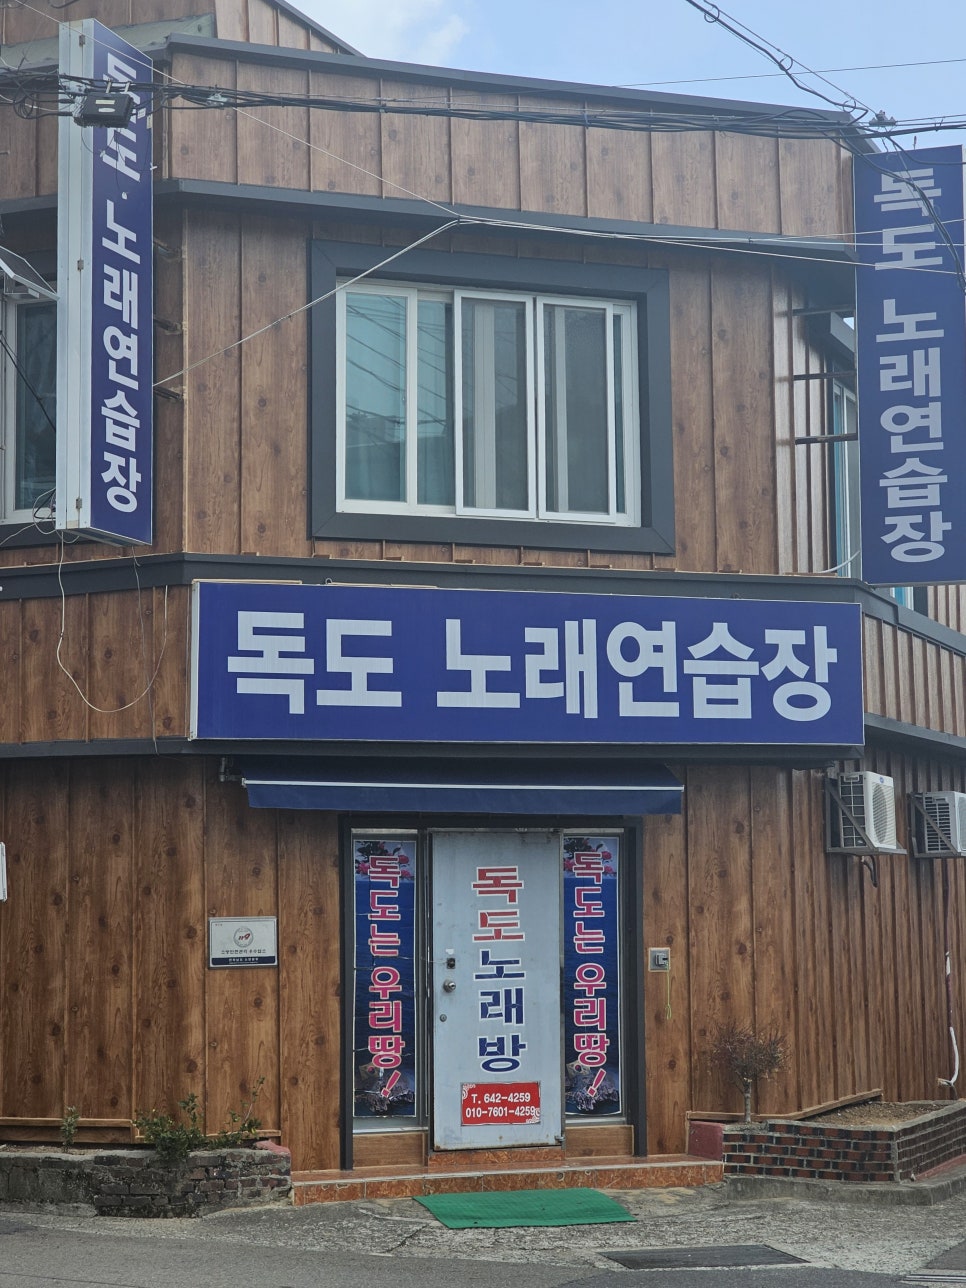 독도·노래연습장
독도 노래연습장
독도 노래연습장
독도는우리땅!
독도노래방
T. 642-4259
010-7601-4259
독도는우리땅!
119